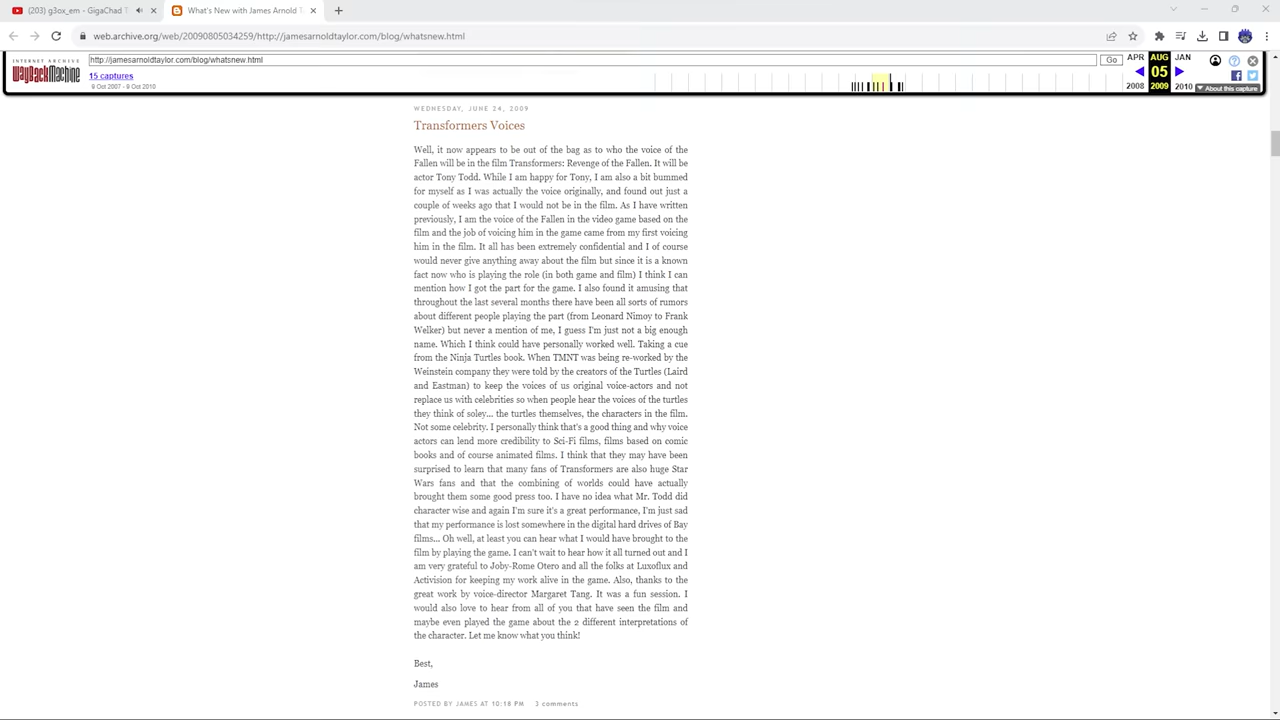 (203) g3ox_em - GigaChad T
What's New with James Arnold T
web.archive.org/web/20090805034259/http://jamesarnoldtaylor.com/blog/whatsnew.html
INTERNET ARCHIVE
WayBackMachine
http://jamesarnoldtaylor.com/blog/whatsnew.html
Go
APR AUG JAN
15 captures
05
9 Oct 2007 - 9 Oct 2010
2008 2009 2010
About this capture
WEDNESDAY, JUNE 24, 2009
Transformers Voices
Well, it now appears to be out of the bag as to who the voice of the
Fallen will be in the film Transformers: Revenge of the Fallen. It will be
actor Tony Todd. While I am happy for Tony, I am also a bit bummed
for myself as I was actually the voice originally, and found out just a
couple of weeks ago that I would not be in the film. As I have written
previously, I am the voice of the Fallen in the video game based on the
film and the job of voicing him in the game came from my first voicing
him in the film. It all has been extremely confidential and I of course
would never give anything away about the film but since it is a known
fact now who is playing the role (in both game and film) I think I can
mention how I got the part for the game. I also found it amusing that
throughout the last several months there have been all sorts of rumors
about different people playing the part (from Leonard Nimoy to Frank
Welker) but never a mention of me, I guess I'm just not a big enough
name. Which I think could have personally worked well. Taking a cue
from the Ninja Turtles book. When TMNT was being re-worked by the
Weinstein company they were told by the creators of the Turtles (Laird
and Eastman) to keep the voices of us original voice-actors and not
replace us with celebrities so when people hear the voices of the turtles
they think of soley... the turtles themselves, the characters in the film.
Not some celebrity. I personally think that's a good thing and why voice
actors can lend more credibility to Sci-Fi films, films based on comic
books and of course animated films. I think that they may have been
surprised to learn that many fans of Transformers are also huge Star
Wars fans and that the combining of worlds could have actually
brought them some good press too. I have no idea what Mr. Todd did
character wise and again I'm sure it's a great performance, I'm just sad
that my performance is lost somewhere in the digital hard drives of Bay
films... Oh well, at least you can hear what I would have brought to the
film by playing the game. I can't wait to hear how it all turned out and I
am very grateful to Joby-Rome Otero and all the folks at Luxoflux and
Activision for keeping my work alive in the game. Also, thanks to the
great work by voice-director Margaret Tang. It was a fun session. I
would also love to hear from all of you that have seen the film and
maybe even played the game about the 2 different interpretations of
the character. Let me know what you think!
Best,
James
POSTED BY JAMES AT 10:18 PM 3 comments